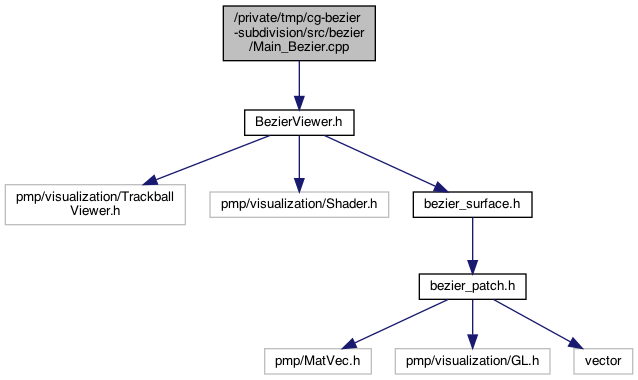 /private/tmp/cg-bezier
-subdivision/src/bezier
/Main_Bezier.cpp
BezierViewer.h
pmp/visualization/Trackball
Viewer.h
pmp/visualization/Shader.h
bezier_surface.h
bezier_patch.h
pmp/MatVec.h
pmp/visualization/GL.h
vector